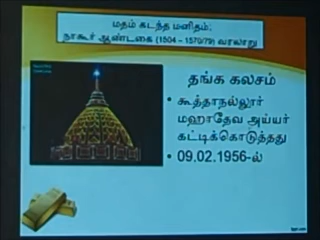 மதம் கடந்த மனிதம்;
நாகூர் ஆண்டகை (1504 – 1570/79) வரலாறு
தங்க கலசம்
• கூத்தாநல்லூர்
மஹாதேவ அய்யர்
கட்டிக்கொடுத்தது
• 09.02.1956-ல்